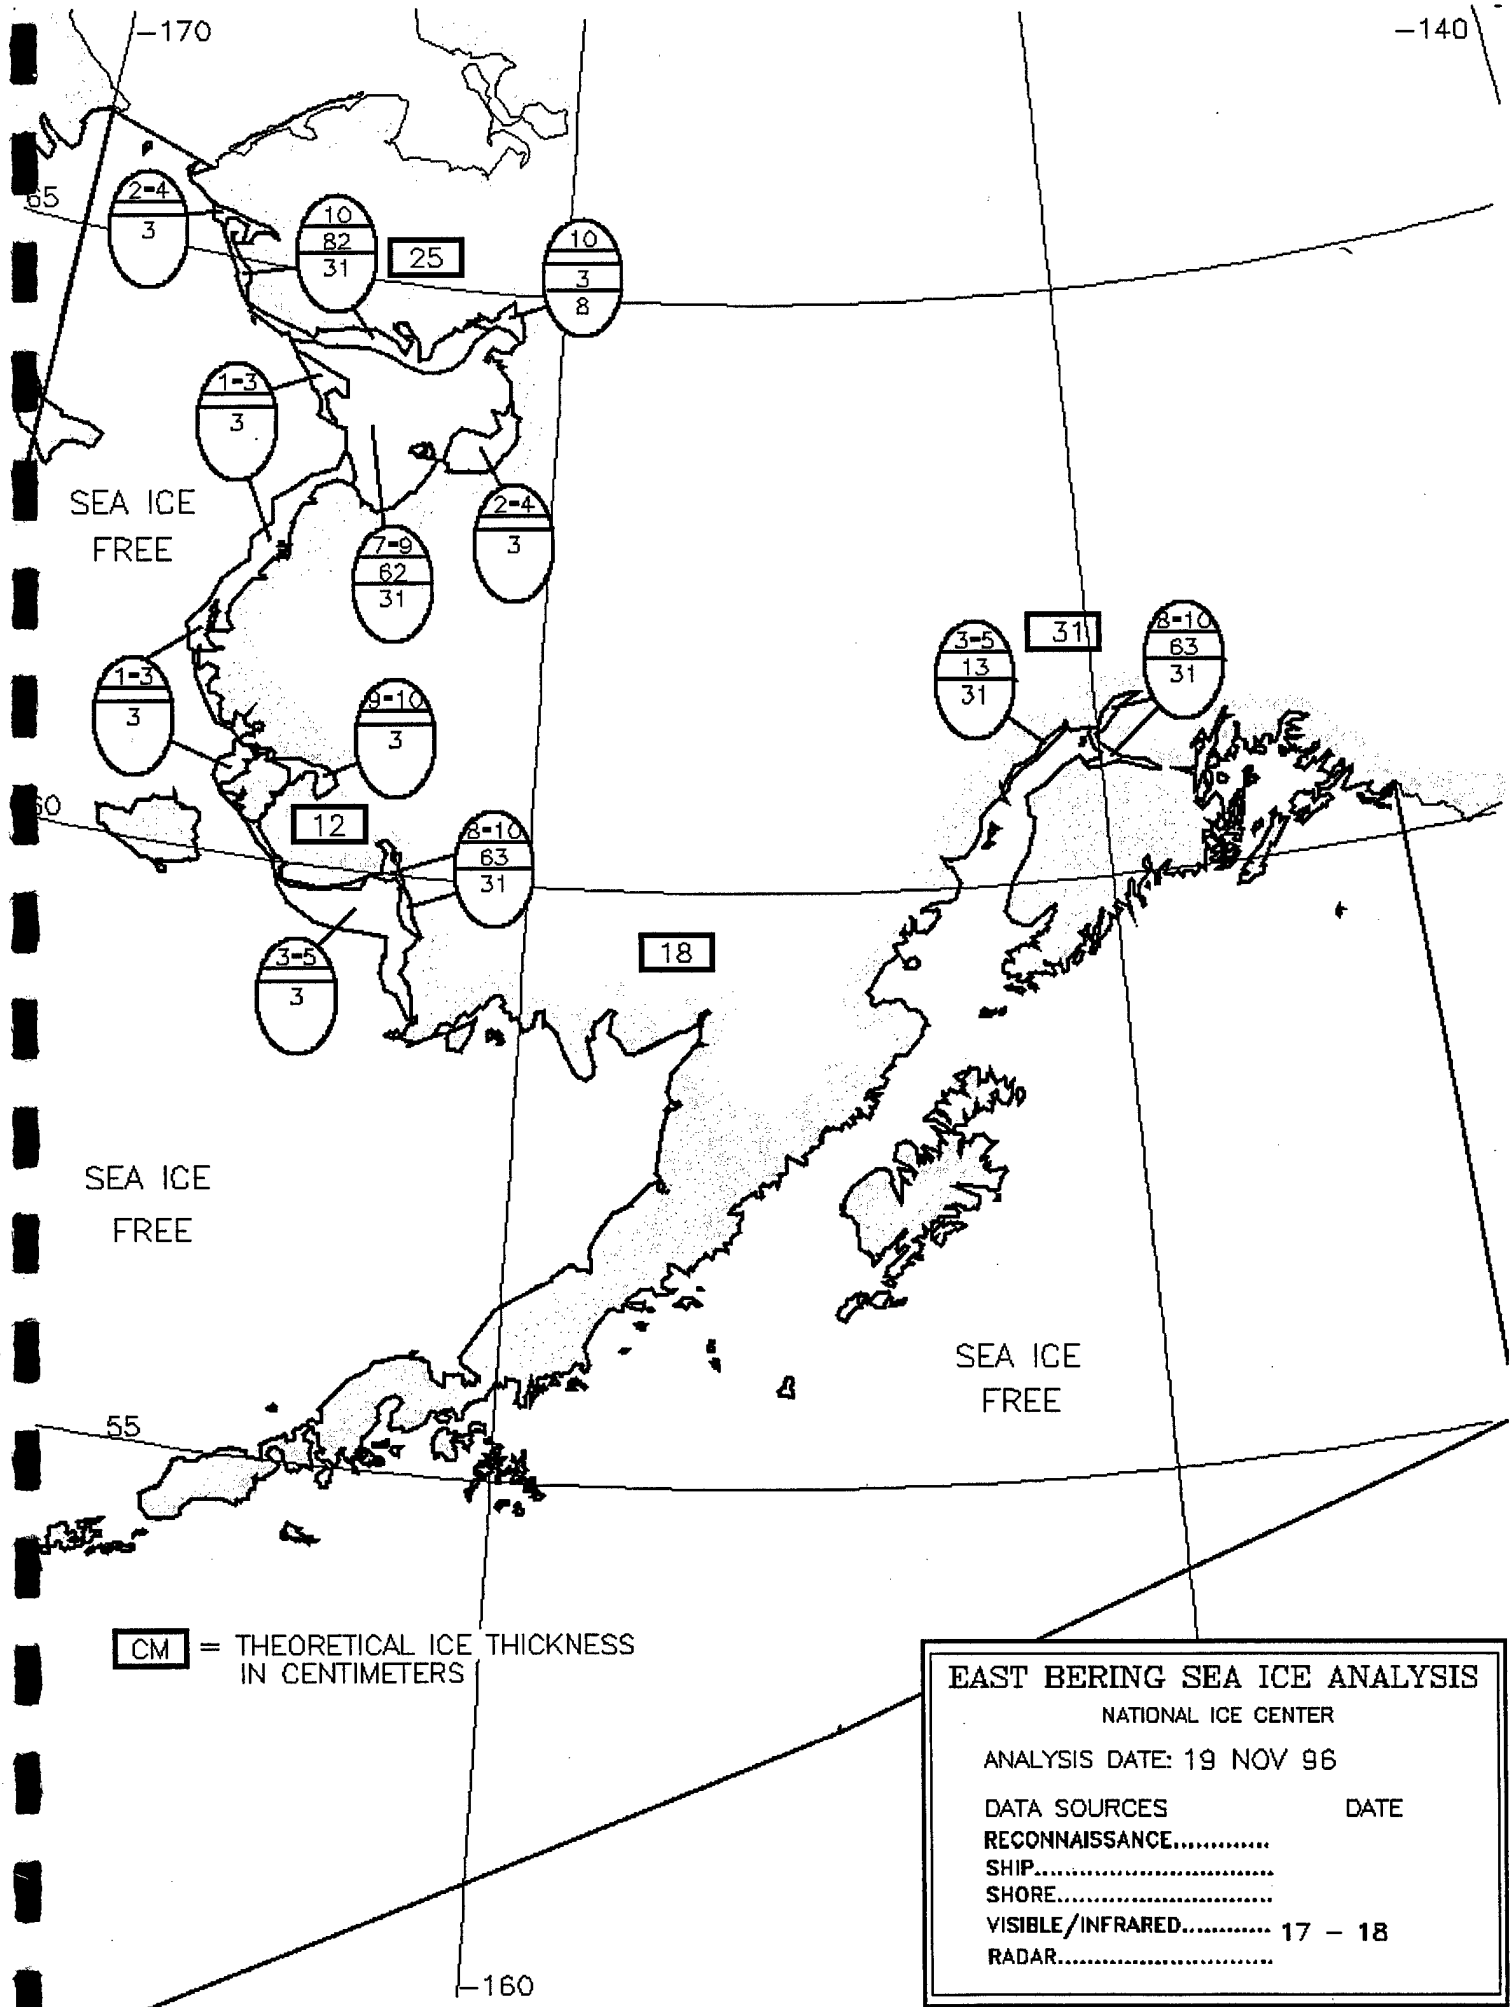 -170
-140
65
2-4
3
10
82
31
25
10
3
8
1-3
3
SEA ICE
FREE
2-4
3
7-9
62
31
3-5
13
31
31
8-10
63
31
1-3
3
9-10
3
60
12
8-10
63
31
18
3-5
3
SEA ICE
FREE
SEA ICE
FREE
55
CM = THEORETICAL ICE THICKNESS
IN CENTIMETERS
EAST BERING SEA ICE ANALYSIS
NATIONAL ICE CENTER
ANALYSIS DATE: 19 NOV 96
DATA SOURCES DATE
RECONNAISSANCE.............
SHIP................................
SHORE.............................
VISIBLE/INFRARED............ 17 - 18
RADAR.............................
-160